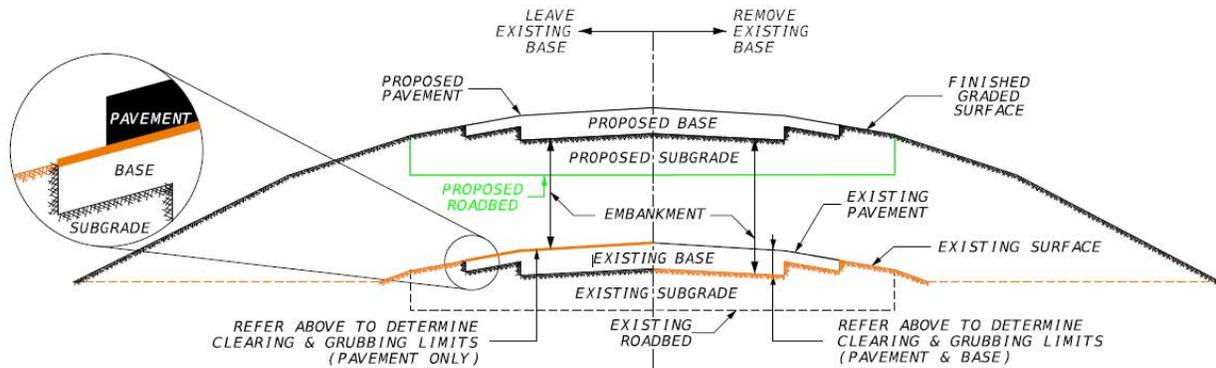 LEAVE
EXISTING
BASE
REMOVE
EXISTING
BASE
PROPOSED
PAVEMENT
FINISHED
GRADED
SURFACE
PAVEMENT
BASE
SUBGRADE
PROPOSED BASE
PROPOSED SUBGRADE
PROPOSED
ROADBED
EMBANKMENT
EXISTING
PAVEMENT
EXISTING SURFACE
EXISTING BASE
EXISTING SUBGRADE
REFER ABOVE TO DETERMINE
CLEARING & GRUBBING LIMITS
(PAVEMENT ONLY)
EXISTING
ROADBED
REFER ABOVE TO DETERMINE
CLEARING & GRUBBING LIMITS
(PAVEMENT & BASE)